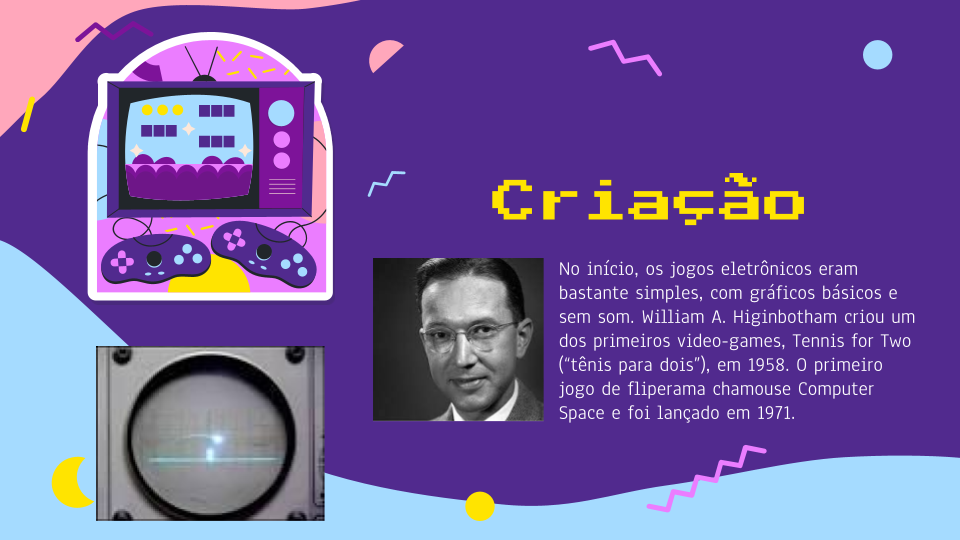 Criação
No início, os jogos eletrônicos eram
bastante simples, com gráficos básicos e
sem som. William A. Higinbotham criou um
dos primeiros video-games, Tennis for Two
(“tênis para dois”), em 1958. O primeiro
jogo de fliperama chamouse Computer
Space e foi lançado em 1971.